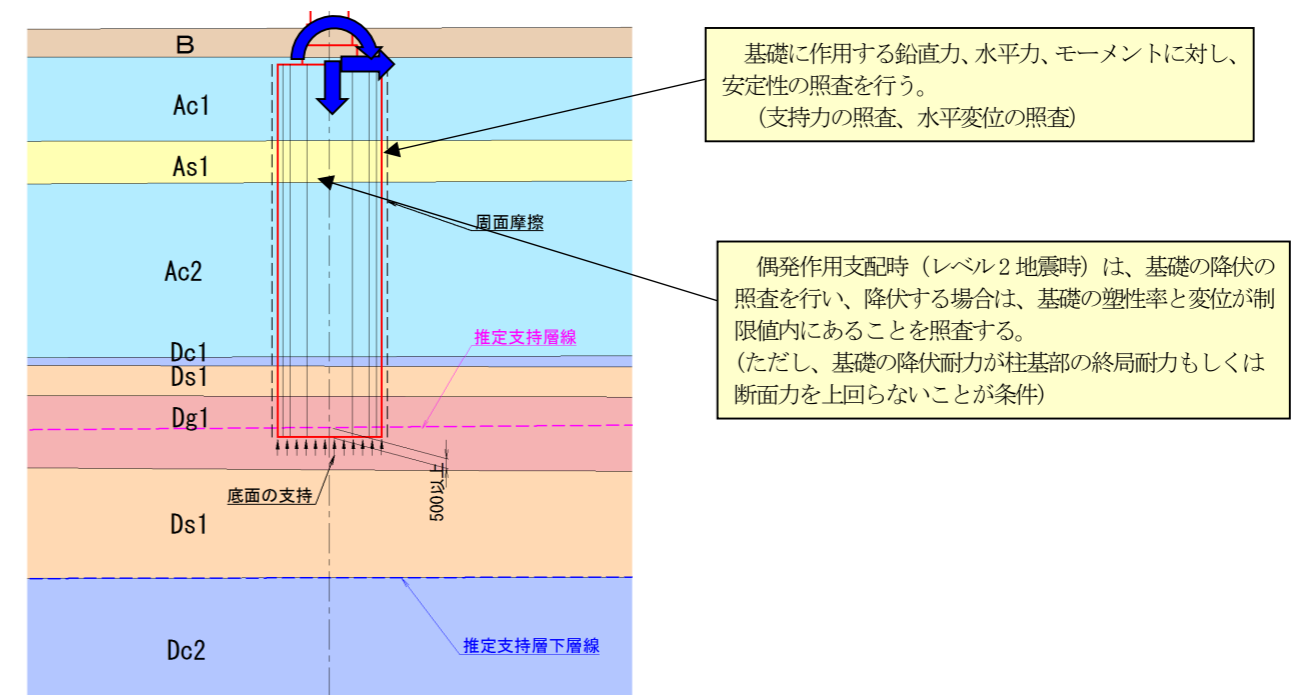 B
Ac1
As1
Ac2
Dc1
Ds1
Dg1
Ds1
Dc2
周面摩擦
推定支持層線
底面の支持
500以上
推定支持層下層線
基礎に作用する鉛直力、水平力、モーメントに対し、
安定性の照査を行う。
（支持力の照査、水平変位の照査）
偶発作用支配時（レベル２地震時）は、基礎の降伏の
照査を行い、降伏する場合は、基礎の塑性率と変位が制
限値内にあることを照査する。
(ただし、基礎の降伏耐力が柱基部の終局耐力もしくは
断面力を上回らないことが条件)